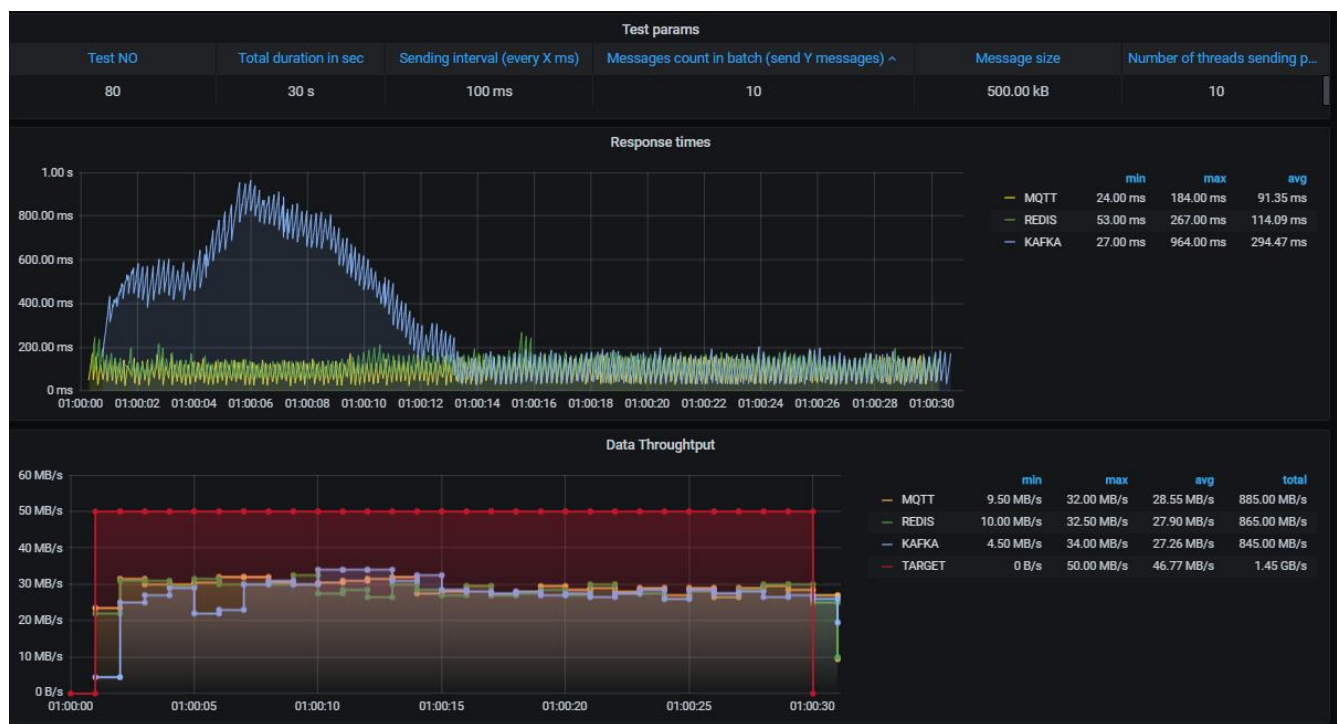 Test params
Test NO Total duration in sec Sending interval (every X ms) Messages count in batch (send Y messages) ^ Message size Number of threads sending p...
80 30 s 100 ms 10 500.00 kB 10
Response times
1.00 s
800.00 ms
600.00 ms
400.00 ms
200.00 ms
0 ms
01:00:00 01:00:02 01:00:04 01:00:06 01:00:08 01:00:10 01:00:12 01:00:14 01:00:16 01:00:18 01:00:20 01:00:22 01:00:24 01:00:26 01:00:28 01:00:30
min max avg
MQTT 24.00 ms 184.00 ms 91.35 ms
REDIS 53.00 ms 267.00 ms 114.09 ms
KAFKA 27.00 ms 964.00 ms 294.47 ms
Data Throughtput
60 MB/s
50 MB/s
40 MB/s
30 MB/s
20 MB/s
10 MB/s
0 B/s
01:00:00 01:00:05 01:00:10 01:00:15 01:00:20 01:00:25 01:00:30
min max avg total
MQTT 9.50 MB/s 32.00 MB/s 28.55 MB/s 885.00 MB/s
REDIS 10.00 MB/s 32.50 MB/s 27.90 MB/s 865.00 MB/s
KAFKA 4.50 MB/s 34.00 MB/s 27.26 MB/s 845.00 MB/s
TARGET 0 B/s 50.00 MB/s 46.77 MB/s 1.45 GB/s